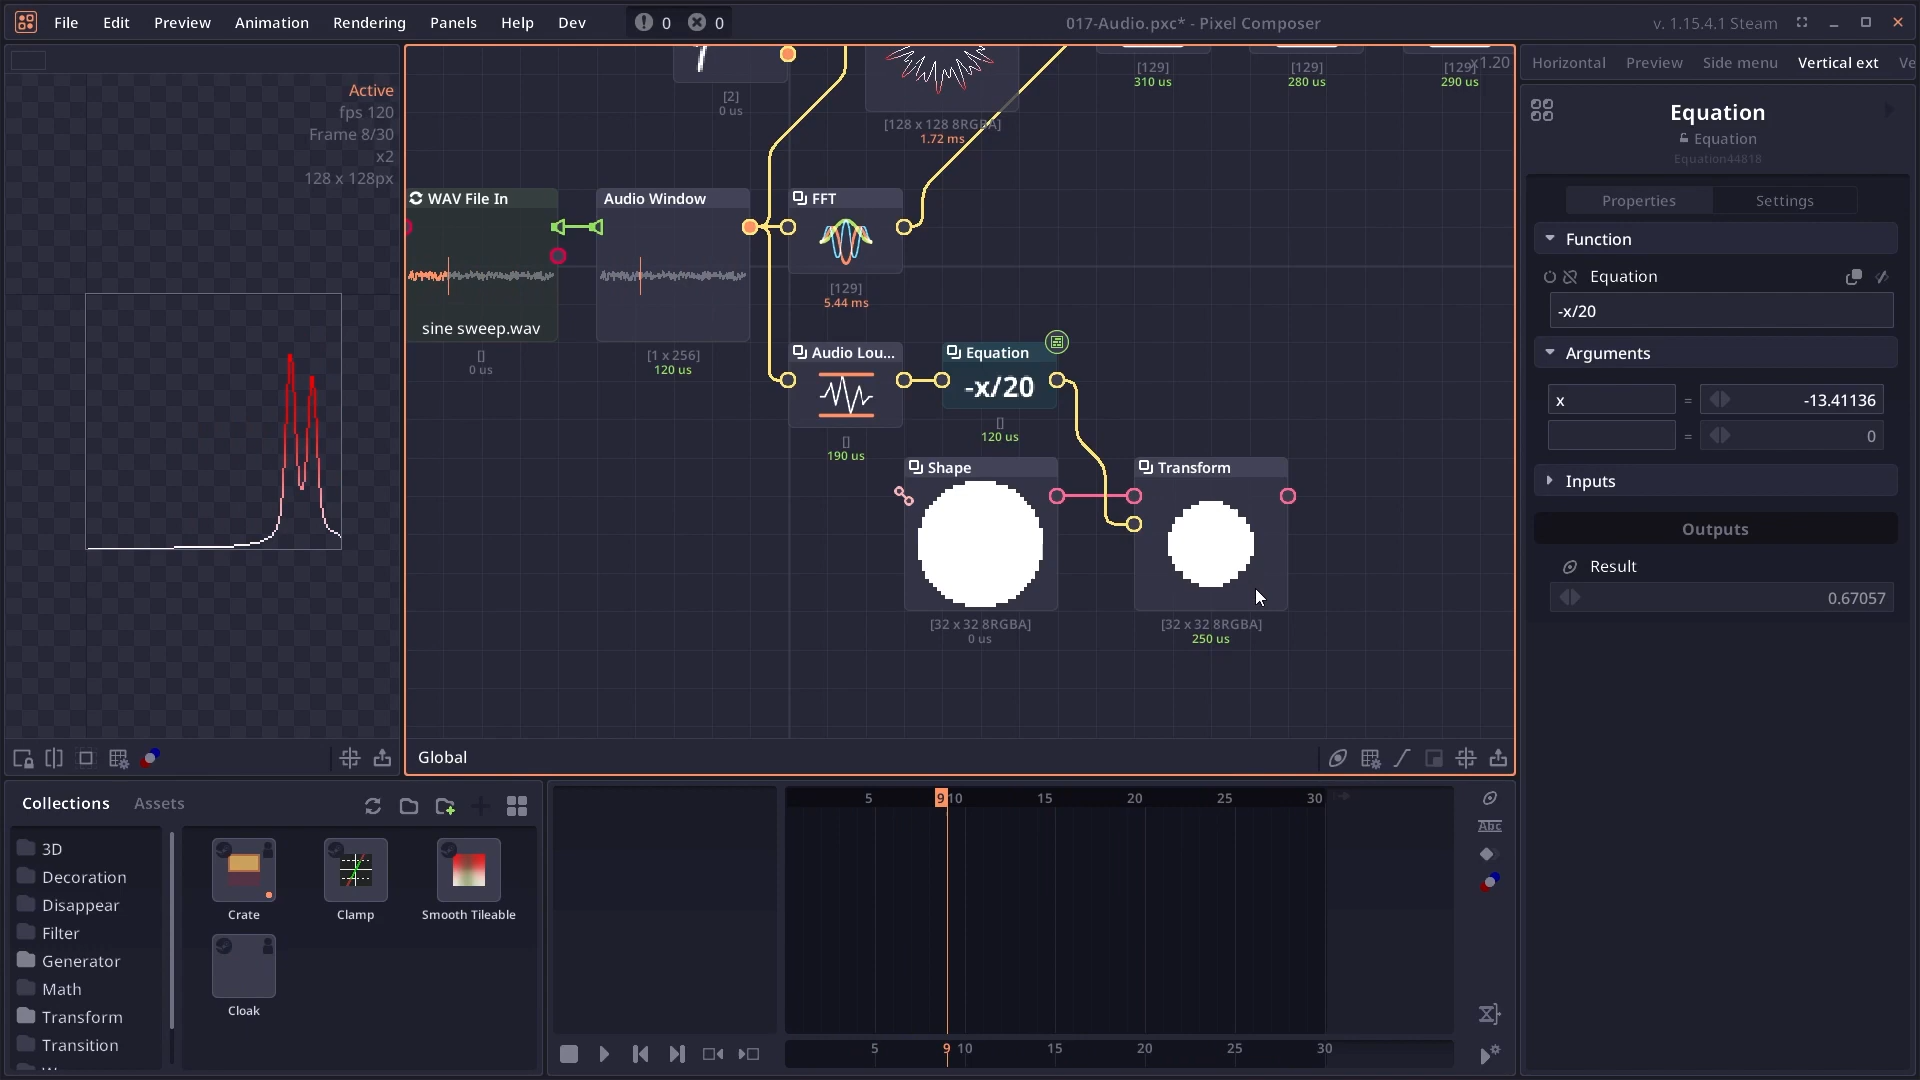 File Edit Preview Animation Rendering Panels Help Dev 0 0 017-Audio.pxc* - Pixel Composer v. 1.15.4.1 Steam
Active
fps 120
Frame 8/30
x2
128 x 128px
[2]
0 us
[128 x 128 8RGBA]
1.72 ms
[129]
310 us
[129]
280 us
[129]
290 us
x1.20
WAV File In
sine sweep.wav
[]
0 us
Audio Window
[1 x 256]
120 us
FFT
[129]
5.44 ms
Audio Lou...
[]
190 us
Equation
-x/20
[]
120 us
Shape
[32 x 32 8RGBA]
0 us
Transform
[32 x 32 8RGBA]
250 us
Global
Horizontal Preview Side menu Vertical ext Ve
Equation
Equation
Equation44818
Properties Settings
Function
Equation
-x/20
Arguments
x = -13.41136
= 0
Inputs
Outputs
Result
0.67057
Collections Assets
3D
Decoration
Disappear
Filter
Generator
Math
Transform
Transition
Crate
Clamp
Smooth Tileable
Cloak
5 9 10 15 20 25 30
Abc
5 9 10 15 20 25 30